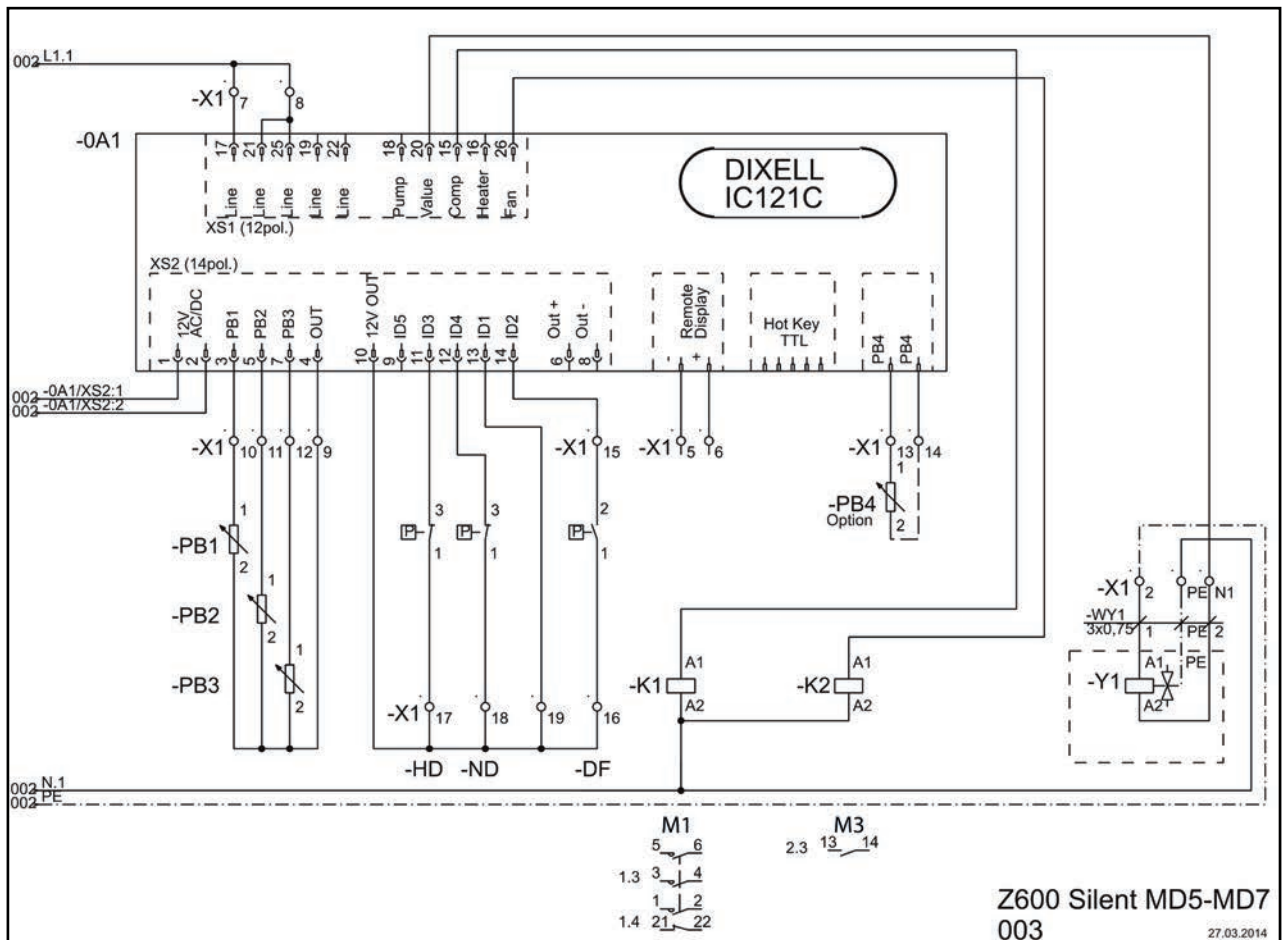 002 L1.1
-X1 7 8
-0A1
17 21 25 19 22 18 20 15 16 26
Line Line Line Line Line Pump Value Comp Heater Fan
XS1 (12pol.)
DIXELL
IC121C
XS2 (14pol.)
12V AC/DC PB1 PB2 PB3 OUT 12V OUT ID5 ID3 ID4 ID1 ID2 Out + Out -
1 2 3 5 7 4 10 9 11 12 13 14 6 8
Remote
Display
- +
Hot Key
TTL
PB4 PB4
002 -0A1/XS2:1
002 -0A1/XS2:2
-X1 10 11 12 9
-X1 15
-X1 5 6
-X1 13 14
1
-PB4
Option
2
P 3 1
P 3 1
P 2 1
-PB1 1 2
-PB2 1 2
-PB3 1 2
-X1 2 PE N1
-WY1
3x0,75 1 PE 2
A1 PE
-Y1
A2
A1
-K1
A2
A1
-K2
A2
-X1 17 18 19 16
-HD -ND -DF
002 N.1
002 PE
M1
5 6
1.3 3 4
1 2
1.4 21 22
M3
2.3 13 14
Z600 Silent MD5-MD7
003
27.03.2014